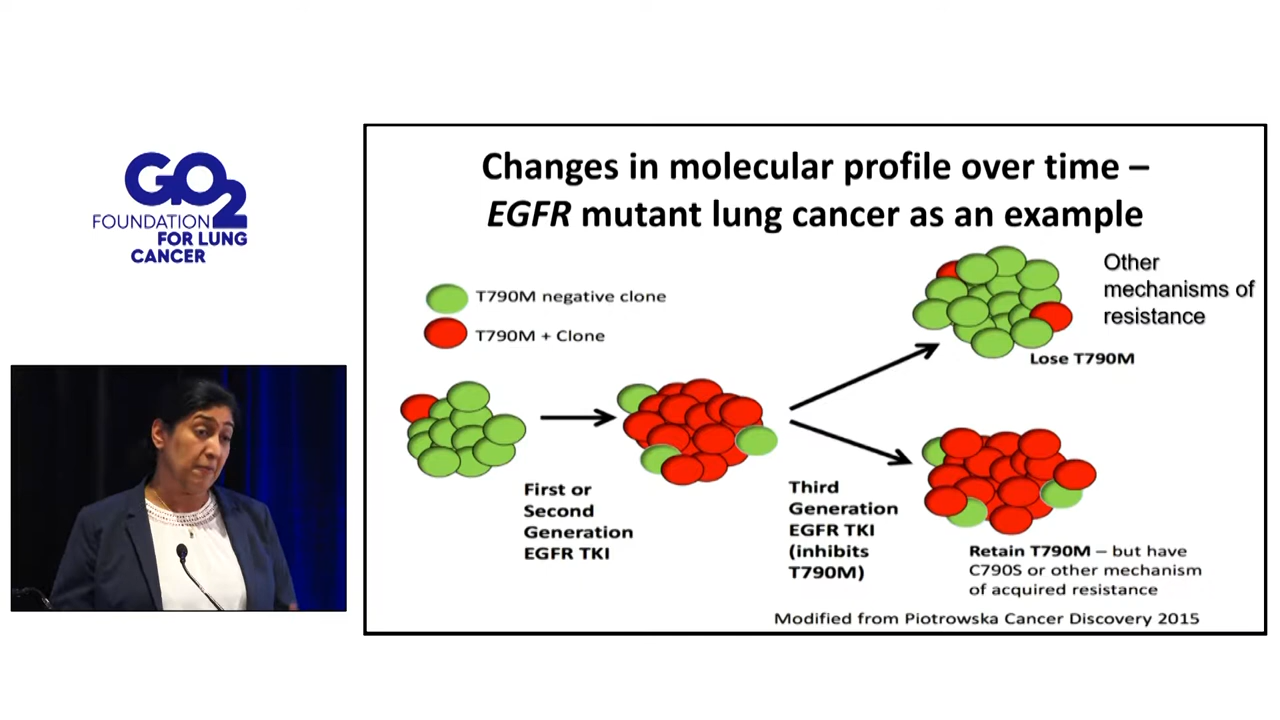 GO2
FOUNDATION
FOR LUNG
CANCER
Changes in molecular profile over time –
EGFR mutant lung cancer as an example
T790M negative clone
T790M + Clone
First or
Second
Generation
EGFR TKI
Third
Generation
EGFR TKI
(inhibits
T790M)
Other
mechanisms of
resistance
Lose T790M
Retain T790M – but have
C790S or other mechanism
of acquired resistance
Modified from Piotrowska Cancer Discovery 2015